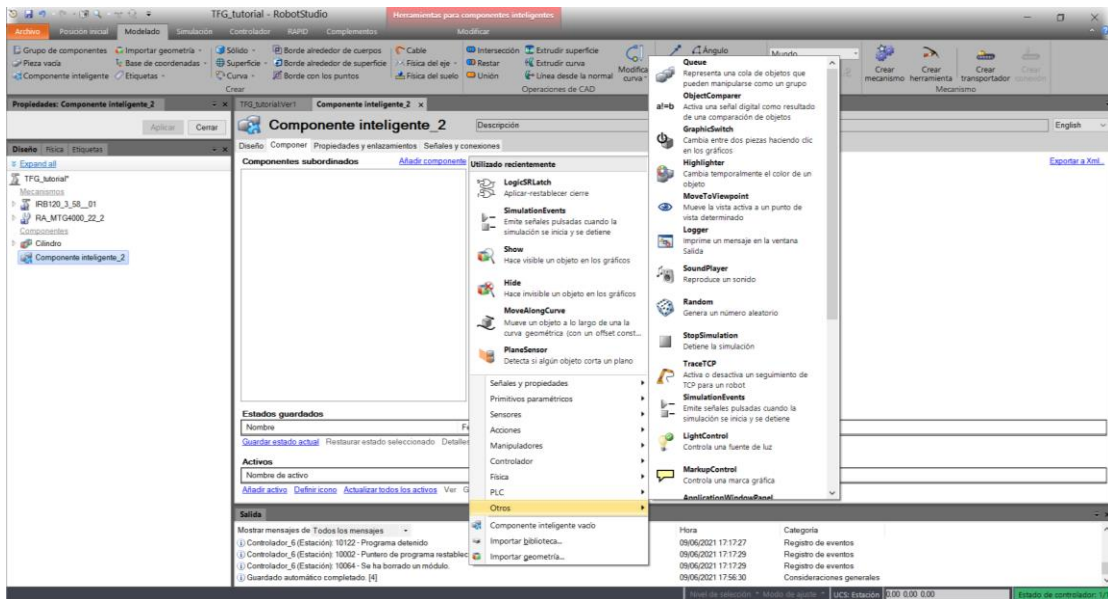 TFG_tutorial - RobotStudio
Herramientas para componentes inteligentes
Archivo Posición inicial Modelado Simulación Controlador RAPID Complementos Modificar
Grupo de componentes
Importar geometría
Pieza vacía
Base de coordenadas
Componente inteligente
Etiquetas
Sólido
Superficie
Curva
Borde alrededor de cuerpos
Borde alrededor de superficie
Borde con los puntos
Cable
Física del eje
Física del suelo
Crear
Intersección
Restar
Unión
Extrudir superficie
Extrudir curva
Línea desde la normal
Operaciones de CAD
Modifica
curva
Ángulo
Mundo
Crear
mecanismo
Crear
herramienta
Crear
transportador
Crear
conexión
Mecanismo
Propiedades: Componente inteligente_2
Aplicar Cerrar
Diseño Física Etiquetas
Expand all
TFG_tutorial*
Mecanismos
IRB120_3_58__01
RA_MTG4000_22_2
Componentes
Cilindro
Componente inteligente_2
TFG_tutorial:Ver1 Componente inteligente_2
Componente inteligente_2
Descripción
English
Diseño Componer Propiedades y enlazamientos Señales y conexiones
Componentes subordinados
Añadir componente
Exportar a Xml...
Utilizado recientemente
LogicSRLatch
Aplicar-restablecer cierre
SimulationEvents
Emite señales pulsadas cuando la
simulación se inicia y se detiene
Show
Hace visible un objeto en los gráficos
Hide
Hace invisible un objeto en los gráficos
MoveAlongCurve
Mueve un objeto a lo largo de una la
curva geométrica (con un offset const...
PlaneSensor
Detecta si algún objeto corta un plano
Señales y propiedades
Primitivos paramétricos
Sensores
Acciones
Manipuladores
Controlador
Física
PLC
Otros
Componente inteligente vacío
Importar biblioteca...
Importar geometría...
Queue
Representa una cola de objetos que
pueden manipularse como un grupo
ObjectComparer
Activa una señal digital como resultado
de una comparación de objetos
a!=b
GraphicSwitch
Cambia entre dos piezas haciendo clic
en los gráficos
Highlighter
Cambia temporalmente el color de un
objeto
MoveToViewpoint
Mueve la vista activa a un punto de
vista determinado
Logger
Imprime un mensaje en la ventana
Salida
SoundPlayer
Reproduce un sonido
Random
Genera un número aleatorio
StopSimulation
Detiene la simulación
TraceTCP
Activa o desactiva un seguimiento de
TCP para un robot
SimulationEvents
Emite señales pulsadas cuando la
simulación se inicia y se detiene
LightControl
Controla una fuente de luz
MarkupControl
Controla una marca gráfica
ApplicationWindowPanel
Estados guardados
Nombre
Guardar estado actual Restaurar estado seleccionado Detalles
Activos
Nombre de activo
Añadir activo Definir icono Actualizar todos los activos Ver
Salida
Mostrar mensajes de Todos los mensajes
Hora Categoría
Controlador_6 (Estación): 10122 - Programa detenido 09/06/2021 17:17:27 Registro de eventos
Controlador_6 (Estación): 10002 - Puntero de programa restablec 09/06/2021 17:17:29 Registro de eventos
Controlador_6 (Estación): 10064 - Se ha borrado un módulo. 09/06/2021 17:17:29 Registro de eventos
Guardado automático completado. [4] 09/06/2021 17:56:30 Consideraciones generales
Nivel de selección Modo de ajuste UCS: Estación 0,00 0,00 0,00 Estado de controlador: 1/1